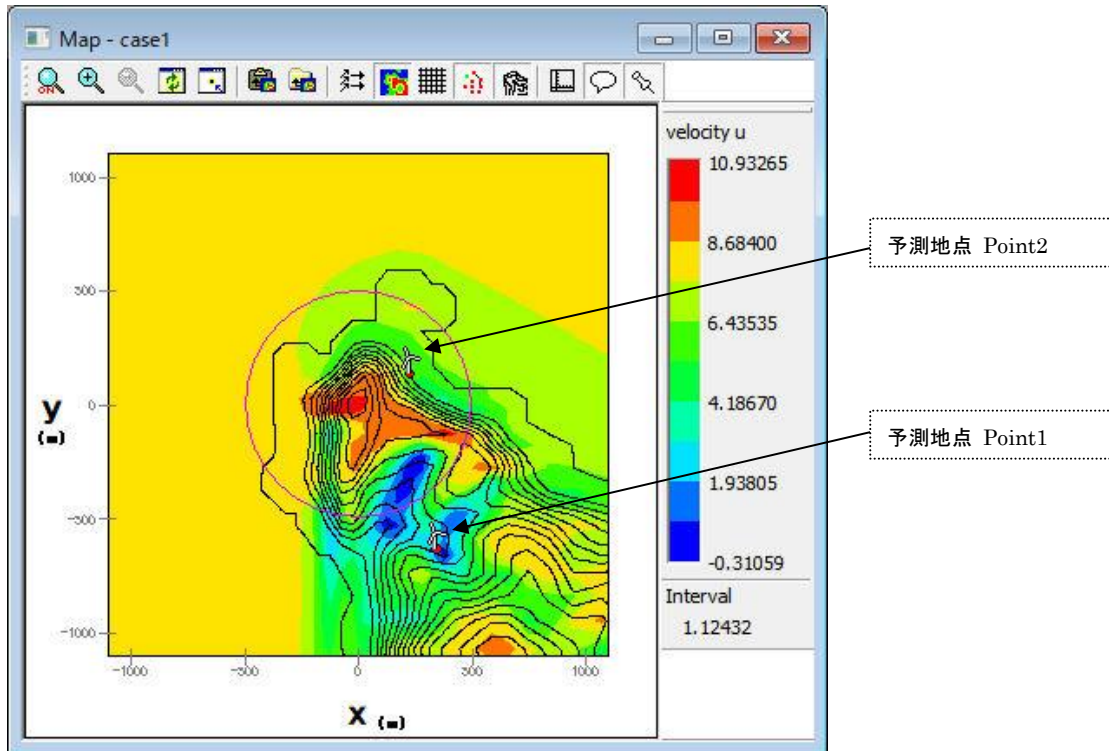 Map - case1
ON
velocity u
10.93265
8.68400
6.43535
4.18670
1.93805
-0.31059
Interval
1.12432
1000
500
0
-500
-1000
y
(m)
-1000
-500
0
500
1000
x (m)
予測地点 Point2
予測地点 Point1